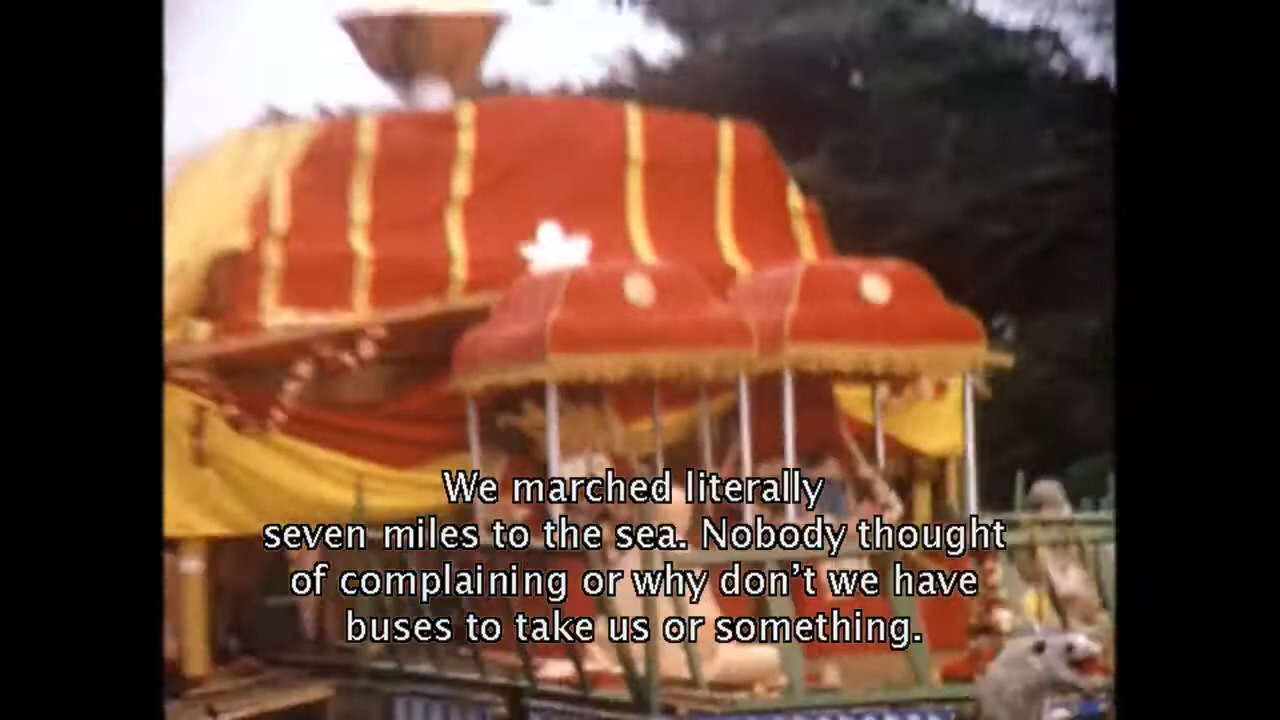 We marched literally
seven miles to the sea. Nobody thought
of complaining or why don't we have
buses to take us or something.